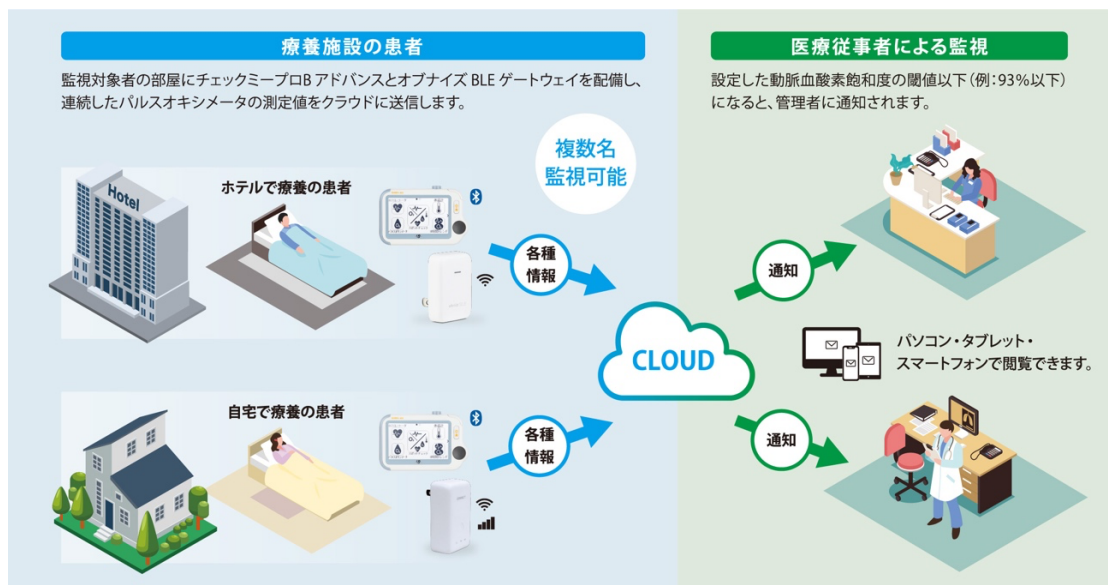 療養施設の患者
監視対象者の部屋にチェックミープロB アドバンスとオブナイズ BLE ゲートウェイを配備し、
連続したパルスオキシメータの測定値をクラウドに送信します。
複数名
監視可能
Hotel
ホテルで療養の患者
各種
情報
自宅で療養の患者
各種
情報
CLOUD
医療従事者による監視
設定した動脈血酸素飽和度の閾値以下(例：93%以下)
になると、管理者に通知されます。
通知
パソコン・タブレット・
スマートフォンで閲覧できます。
通知